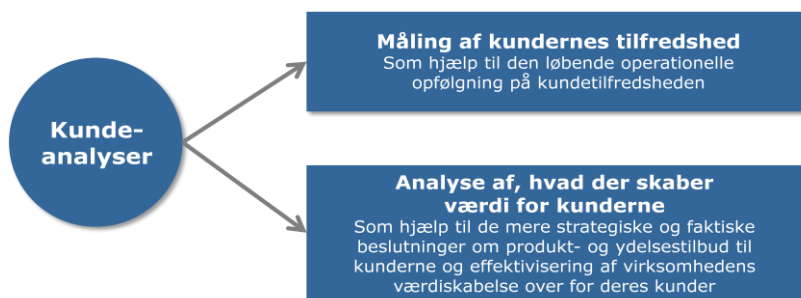 Kunde-
analyser
Måling af kundernes tilfredshed
Som hjælp til den løbende operationelle
opfølgning på kundetilfredsheden
Analyse af, hvad der skaber
værdi for kunderne
Som hjælp til de mere strategiske og faktiske
beslutninger om produkt- og ydelsestilbud til
kunderne og effektivisering af virksomhedens
værdiskabelse over for deres kunder